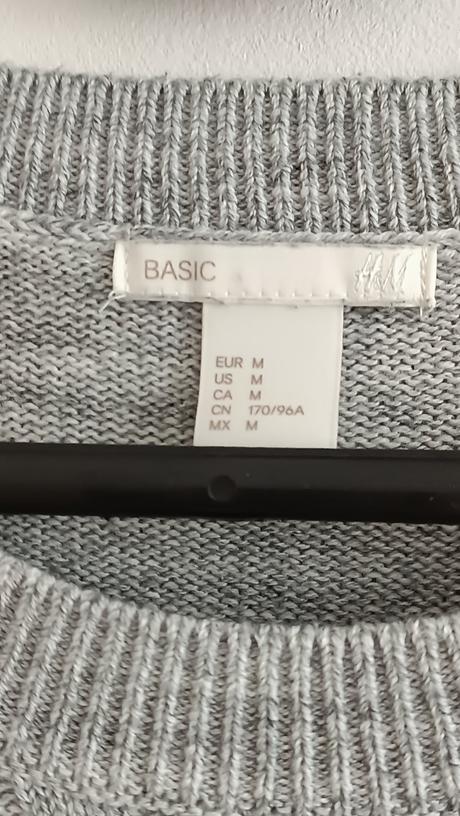 BASIC H&M
EUR M
US M
CA M
CN 170/96A
MX M